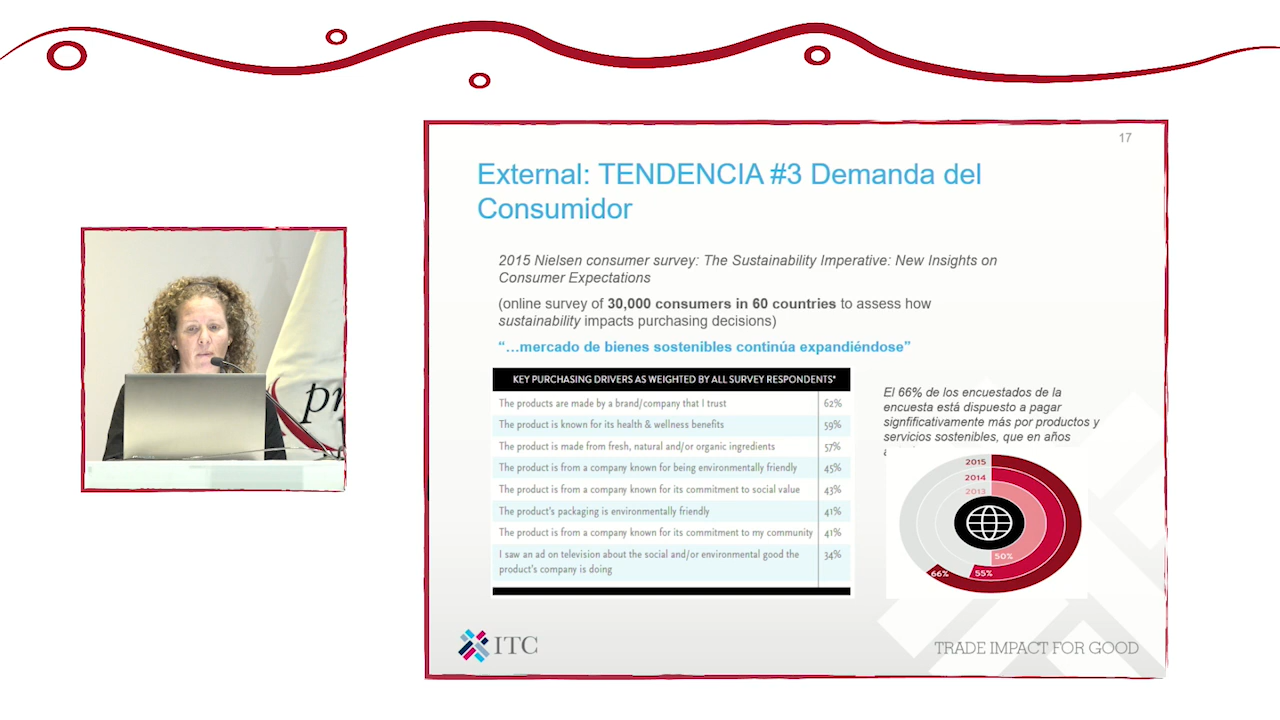 17
External: TENDENCIA #3 Demanda del
Consumidor
2015 Nielsen consumer survey: The Sustainability Imperative: New Insights on
Consumer Expectations
(online survey of 30,000 consumers in 60 countries to assess how
sustainability impacts purchasing decisions)
“…mercado de bienes sostenibles continúa expandiéndose”
KEY PURCHASING DRIVERS AS WEIGHTED BY ALL SURVEY RESPONDENTS*
The products are made by a brand/company that I trust 62%
The product is known for its health & wellness benefits 59%
The product is made from fresh, natural and/or organic ingredients 57%
The product is from a company known for being environmentally friendly 45%
The product is from a company known for its commitment to social value 43%
The product's packaging is environmentally friendly 41%
The product is from a company known for its commitment to my community 41%
I saw an ad on television about the social and/or environmental good the 34%
product's company is doing
El 66% de los encuestados de la
encuesta está dispuesto a pagar
signfificativamente más por productos y
servicios sostenibles, que en años
2015
2014
2013
50%
55%
66%
pr
ITC
TRADE IMPACT FOR GOOD